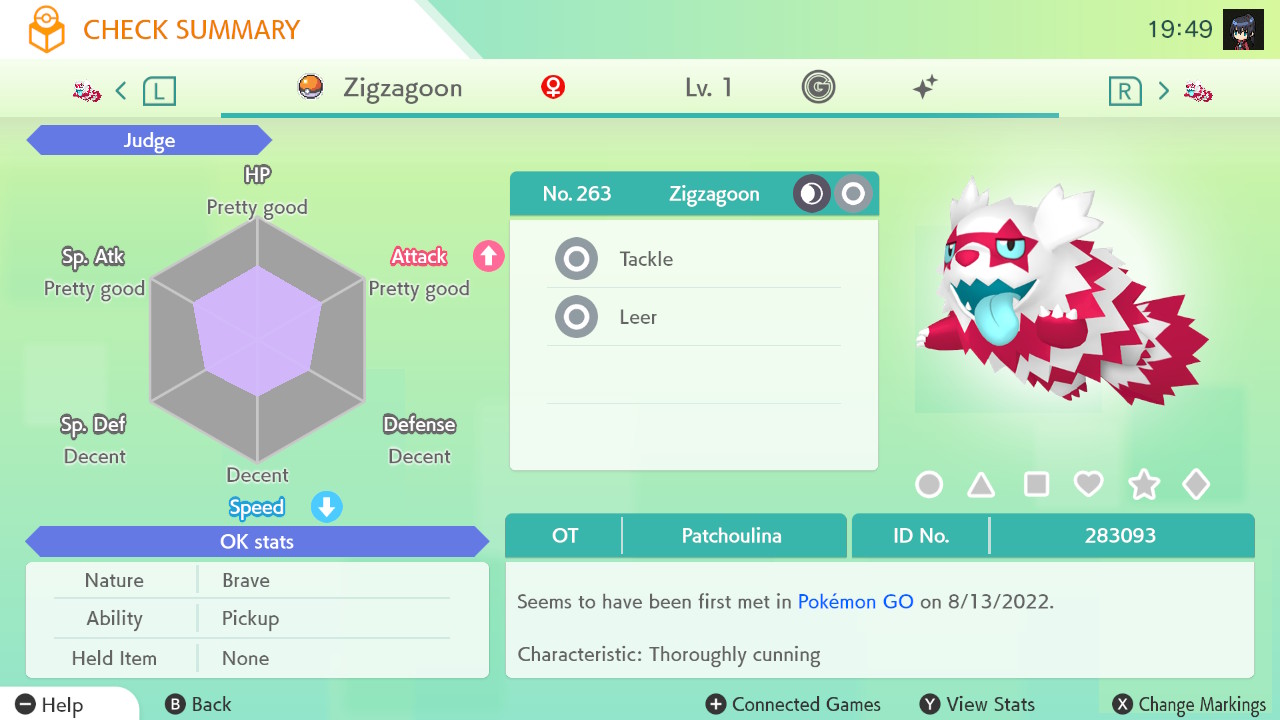 CHECK SUMMARY
19:49
L
Zigzagoon
Lv. 1
G
R
Judge
HP
Pretty good
Sp. Atk
Pretty good
Attack
Pretty good
Sp. Def
Decent
Defense
Decent
Decent
Speed
OK stats
Nature Brave
Ability Pickup
Held Item None
No. 263 Zigzagoon
Tackle
Leer
OT Patchoulina
ID No. 283093
Seems to have been first met in Pokémon GO on 8/13/2022.
Characteristic: Thoroughly cunning
Help
B Back
Connected Games
Y View Stats
X Change Markings